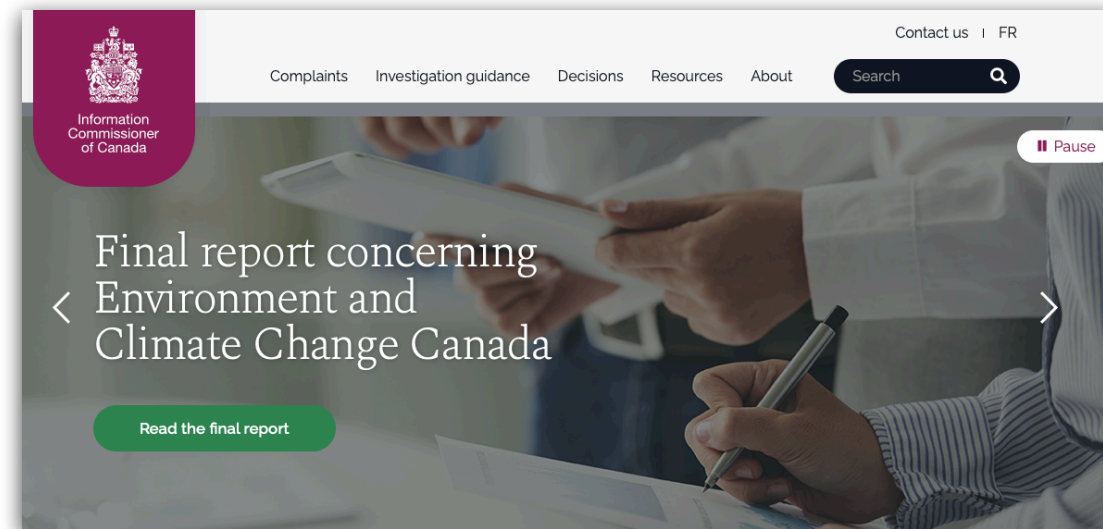 Contact us
FR
Complaints
Investigation guidance
Decisions
Resources
About
Search
Information
Commissioner
of Canada
Pause
Final report concerning
Environment and
Climate Change Canada
Read the final report